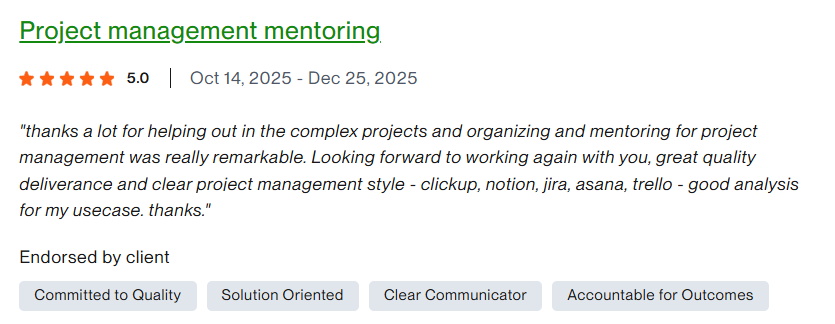 Project management mentoring
5.0 | Oct 14, 2025 - Dec 25, 2025
"thanks a lot for helping out in the complex projects and organizing and mentoring for project
management was really remarkable. Looking forward to working again with you, great quality
deliverance and clear project management style - clickup, notion, jira, asana, trello - good analysis
for my usecase. thanks."
Endorsed by client
Committed to Quality Solution Oriented Clear Communicator Accountable for Outcomes